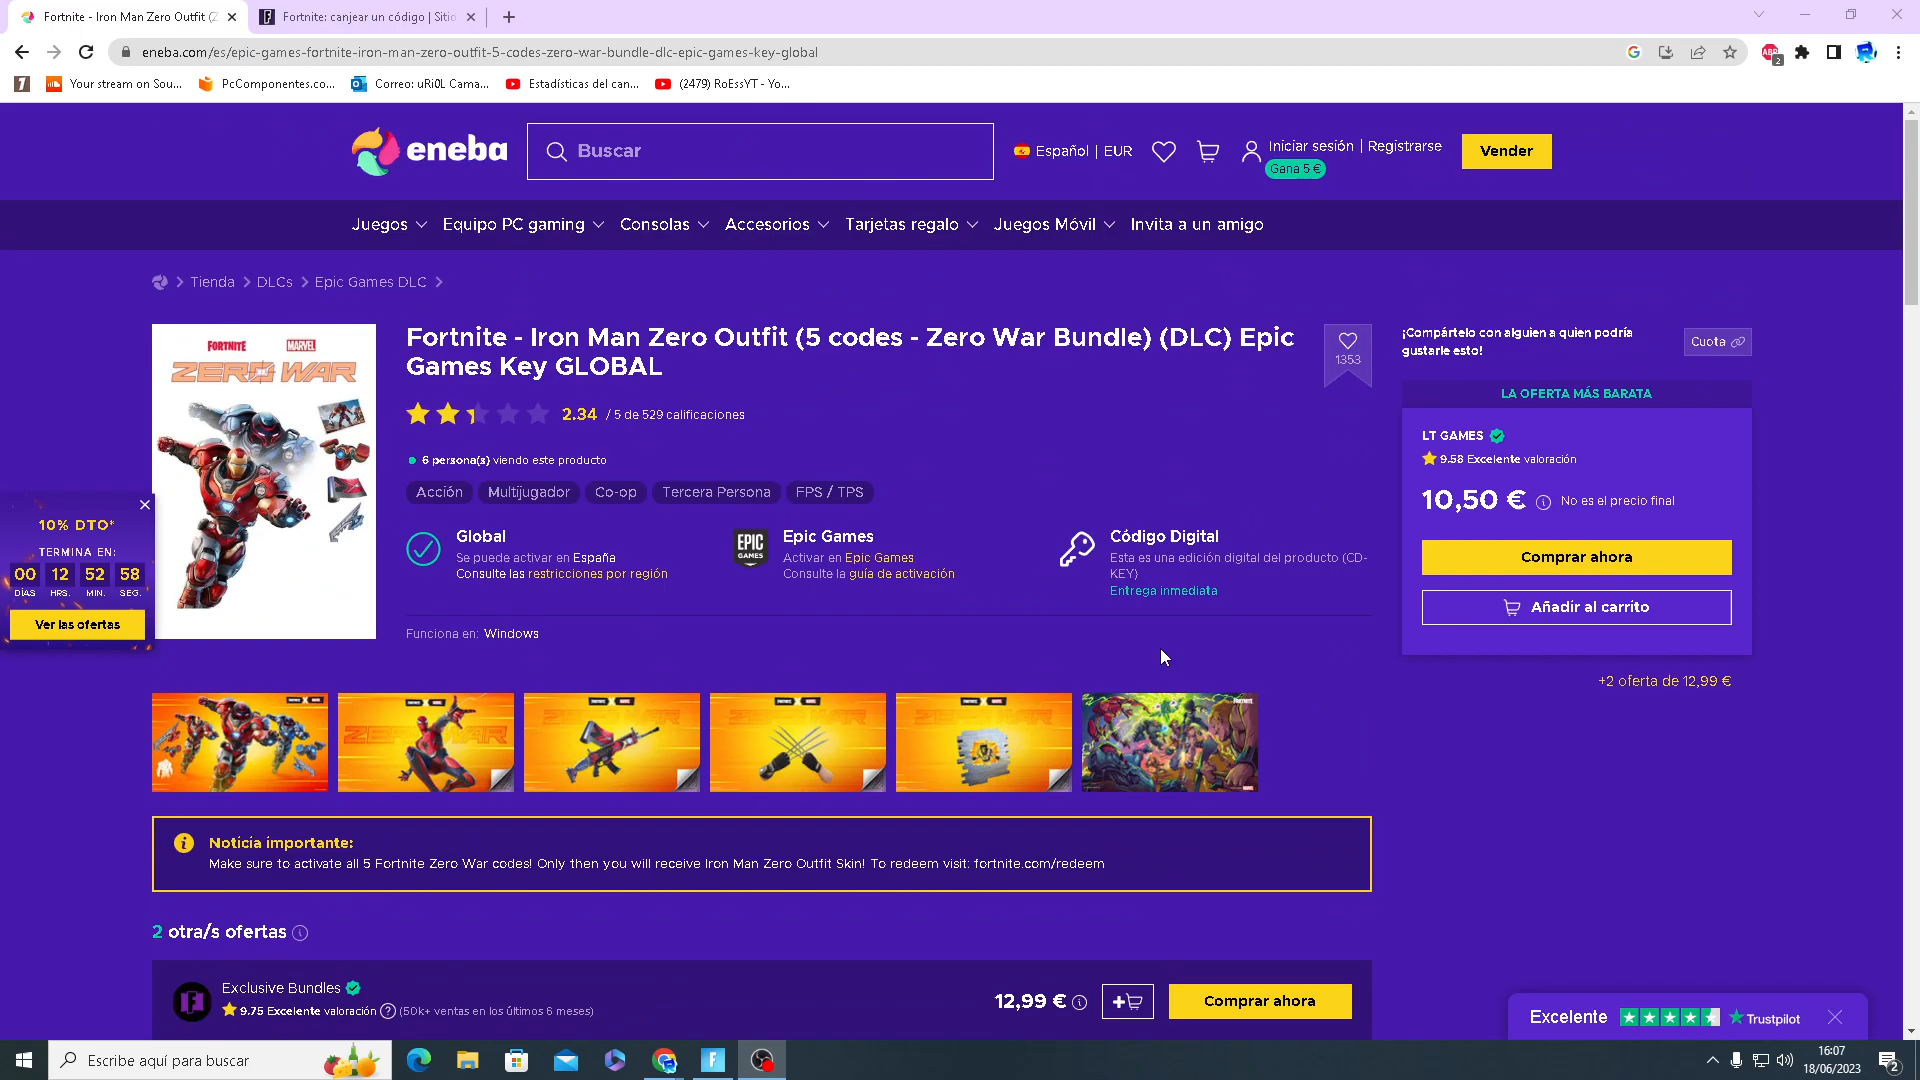 Fortnite - Iron Man Zero Outfit (Z
Fortnite: canjear un código | Sitio
eneba.com/es/epic-games-fortnite-iron-man-zero-outfit-5-codes-zero-war-bundle-dlc-epic-games-key-global
ABP
2
Your stream on Sou...
PcComponentes.co...
Correo: uRi0L Cama...
Estadísticas del can...
(2479) RoEssYT - Yo...
eneba
Buscar
Español | EUR
Iniciar sesión | Registrarse
Gana 5 €
Vender
Juegos
Equipo PC gaming
Consolas
Accesorios
Tarjetas regalo
Juegos Móvil
Invita a un amigo
Tienda
DLCs
Epic Games DLC
FORTNITE
MARVEL
ZERO WAR
Fortnite - Iron Man Zero Outfit (5 codes - Zero War Bundle) (DLC) Epic
Games Key GLOBAL
1353
2.34 / 5 de 529 calificaciones
6 persona(s) viendo este producto
Acción
Multijugador
Co-op
Tercera Persona
FPS / TPS
Global
Se puede activar en España
Consulte las restricciones por región
EPIC
GAMES
Epic Games
Activar en Epic Games
Consulte la guía de activación
Código Digital
Esta es una edición digital del producto (CD-
KEY)
Entrega inmediata
Funciona en: Windows
¡Compártelo con alguien a quien podría
gustarle esto!
Cuota
LA OFERTA MÁS BARATA
LT GAMES
9.58 Excelente valoración
10,50 €
No es el precio final
Comprar ahora
Añadir al carrito
+2 oferta de 12,99 €
10% DTO*
TERMINA EN:
00 12 52 58
DÍAS HRS. MIN. SEG.
Ver las ofertas
ZERO WAR
Noticia importante:
Make sure to activate all 5 Fortnite Zero War codes! Only then you will receive Iron Man Zero Outfit Skin! To redeem visit: fortnite.com/redeem
2 otra/s ofertas
Exclusive Bundles
9.75 Excelente valoración
(50k+ ventas en los últimos 6 meses)
12,99 €
Comprar ahora
Excelente
Trustpilot
Escribe aquí para buscar
16:07
18/06/2023
2